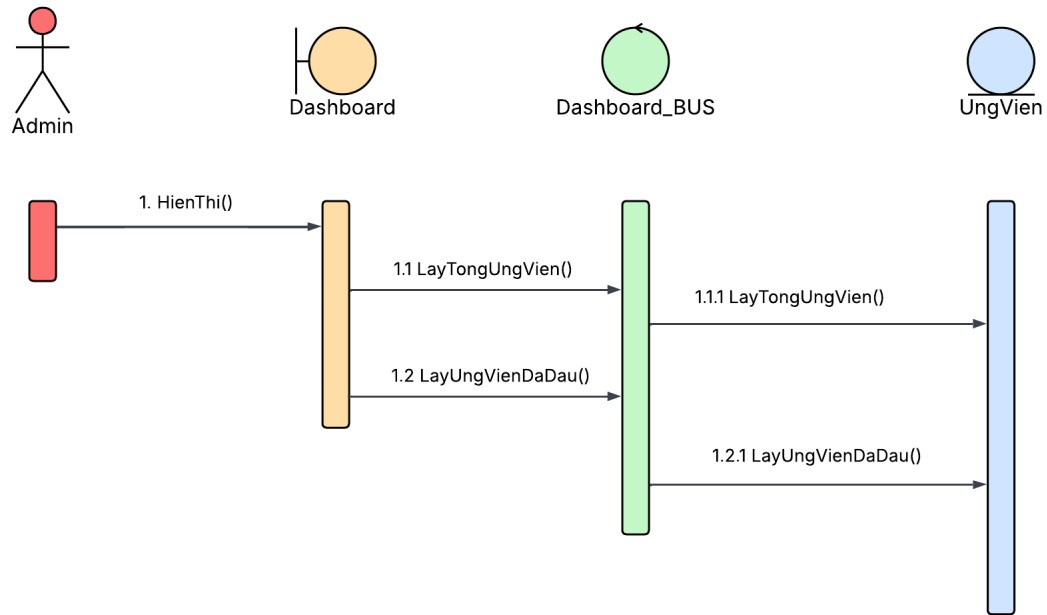 Admin
Dashboard
Dashboard_BUS
UngVien
1. HienThi()
1.1 LayTongUngVien()
1.1.1 LayTongUngVien()
1.2 LayUngVienDaDau()
1.2.1 LayUngVienDaDau()